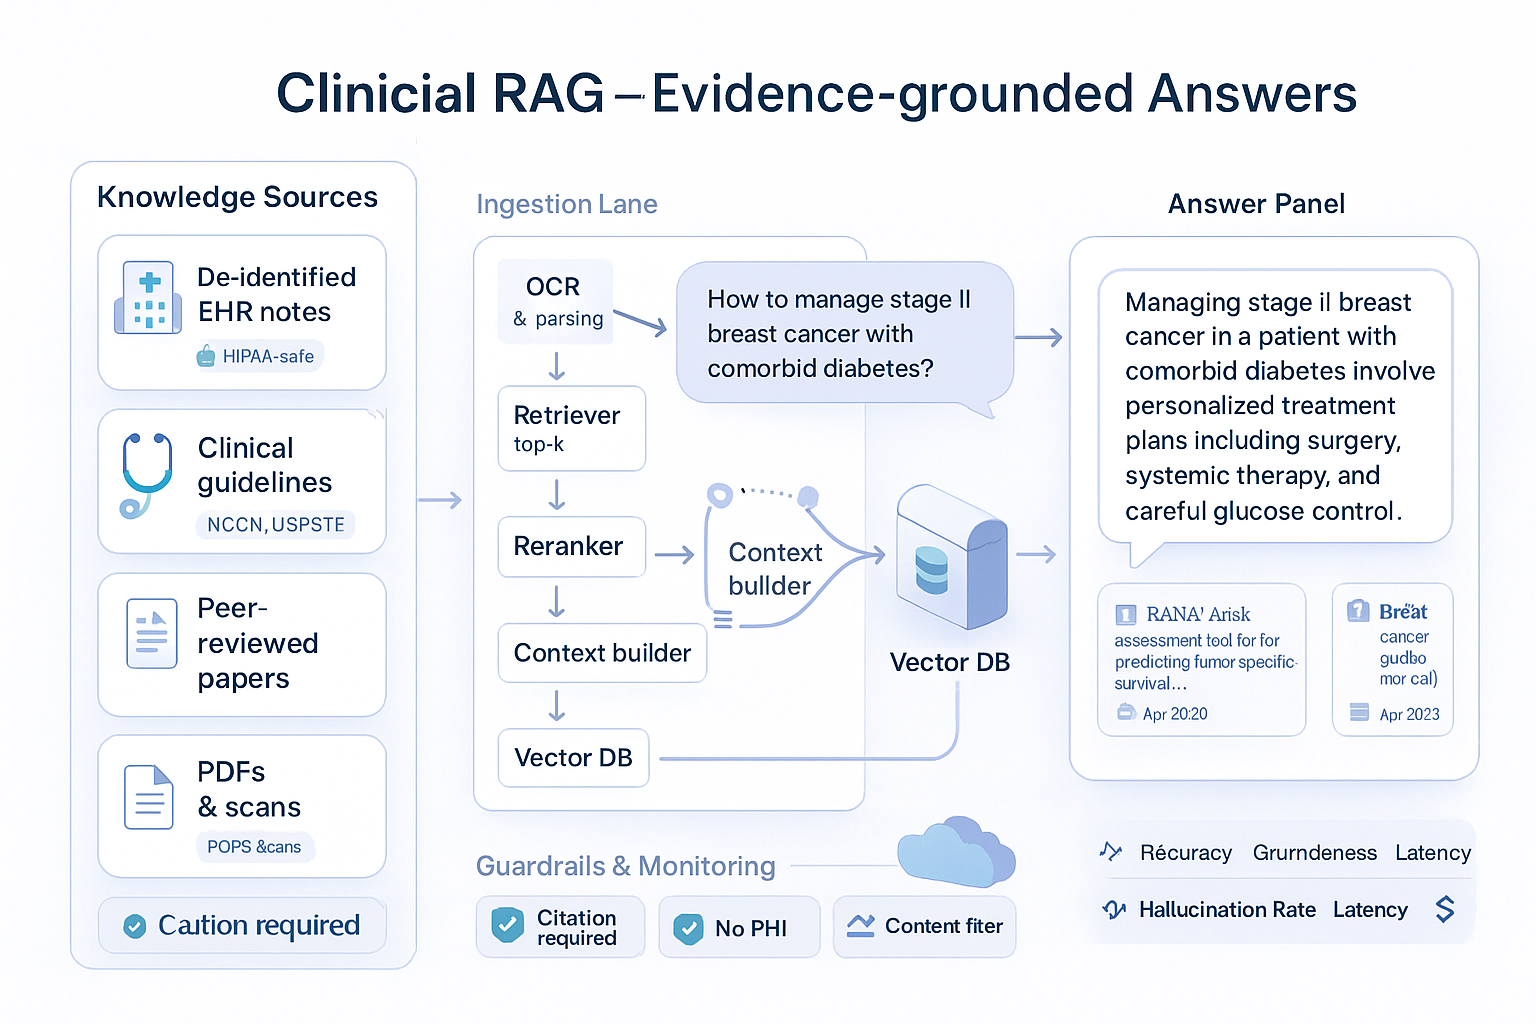 Clinicial RAG – Evidence-grounded Answers
Knowledge Sources
De-identified
EHR notes
HIPAA-safe
Clinical
guidelines
NCCN, USPSTE
Peer-
reviewed
papers
PDFs
& scans
POPS &cans
Caution required
Ingestion Lane
OCR
& parsing
Retriever
top-k
Reranker
Context builder
Vector DB
How to manage stage II
breast cancer with
comorbid diabetes?
Context
bullder
Vector DB
Guardrails & Monitoring
Citation
required
No PHI
Content fiter
Answer Panel
Managing stage il breast
cancer in a patient with
comorbid diabetes involve
personalized treatment
plans including surgery,
systemic therapy, and
careful glucose control.
1 RANA' Arisk
assessment tool for for
predicting fumor specific-
survival...
Apr 20:20
?
cancer
mor cal)
Apr 2023
Récuracy Grurndeness Latency
Hallucination Rate Latency $